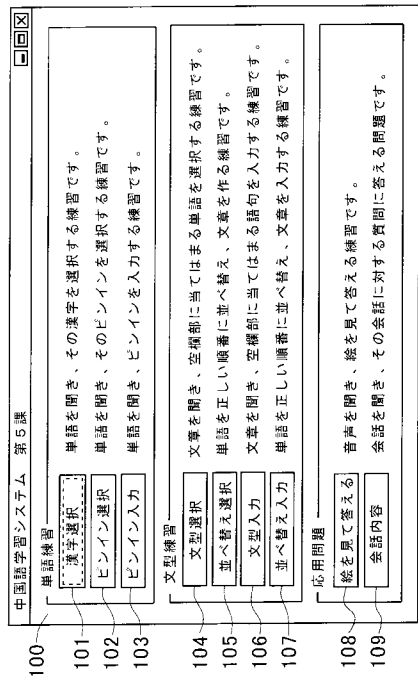 中国語学習システム 第5課
100
単語練習
101 漢字選択 単語を聞き、その漢字を選択する練習です。
102 ピンイン選択 単語を聞き、そのピンインを選択する練習です。
103 ピンイン入力 単語を聞き、ピンインを入力する練習です。
文型練習
104 文型選択 文章を聞き、空欄部に当てはまる単語を選択する練習です。
105 並べ替え選択 単語を正しい順番に並べ替え、文章を作る練習です。
106 文型入力 文章を聞き、空欄部に当てはまる語句を入力する練習です。
107 並べ替え入力 単語を正しい順番に並べ替え、文章を入力する練習です。
応用問題
108 絵を見て答える 音声を聞き、絵を見て答える練習です。
109 会話内容 会話を聞き、その会話に対する質問に答える問題です。